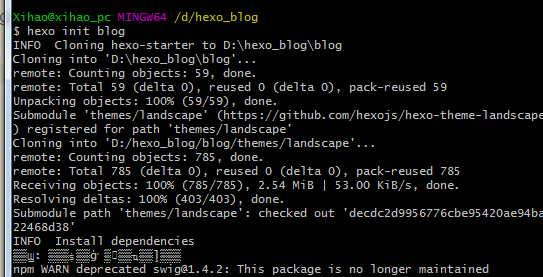 Xihao@xihao_pc MINGW64 /d/hexo_blog
$ hexo init blog
INFO  Cloning hexo-starter to D:\hexo_blog\blog
Cloning into 'D:\hexo_blog\blog'...
remote: Counting objects: 59, done.
remote: Total 59 (delta 0), reused 0 (delta 0), pack-reused 59
Unpacking objects: 100% (59/59), done.
Submodule 'themes/landscape' (https://github.com/hexojs/hexo-theme-landscape
) registered for path 'themes/landscape'
Cloning into 'D:/hexo_blog/blog/themes/landscape'...
remote: Counting objects: 785, done.
remote: Total 785 (delta 0), reused 0 (delta 0), pack-reused 785
Receiving objects: 100% (785/785), 2.54 MiB | 53.00 KiB/s, done.
Resolving deltas: 100% (403/403), done.
Submodule path 'themes/landscape': checked out 'decdc2d9956776cbe95420ae94ba
22468d38'
INFO  Install dependencies
npm WARN deprecated swig@1.4.2: This package is no longer maintained